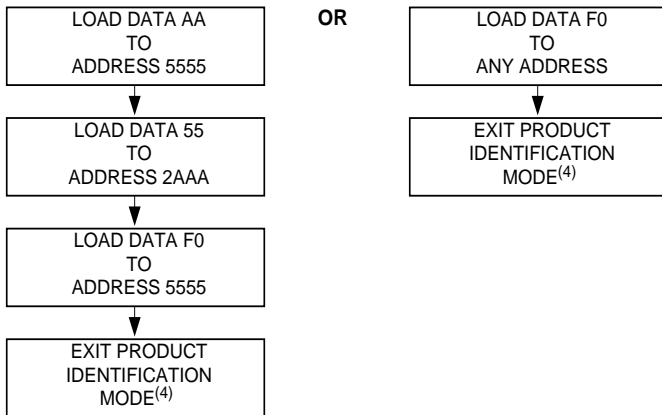 LOAD DATA AA
TO
ADDRESS 5555
LOAD DATA 55
TO
ADDRESS 2AAA
LOAD DATA F0
TO
ADDRESS 5555
EXIT PRODUCT
IDENTIFICATION
MODE(4)
OR
LOAD DATA F0
TO
ANY ADDRESS
EXIT PRODUCT
IDENTIFICATION
MODE(4)